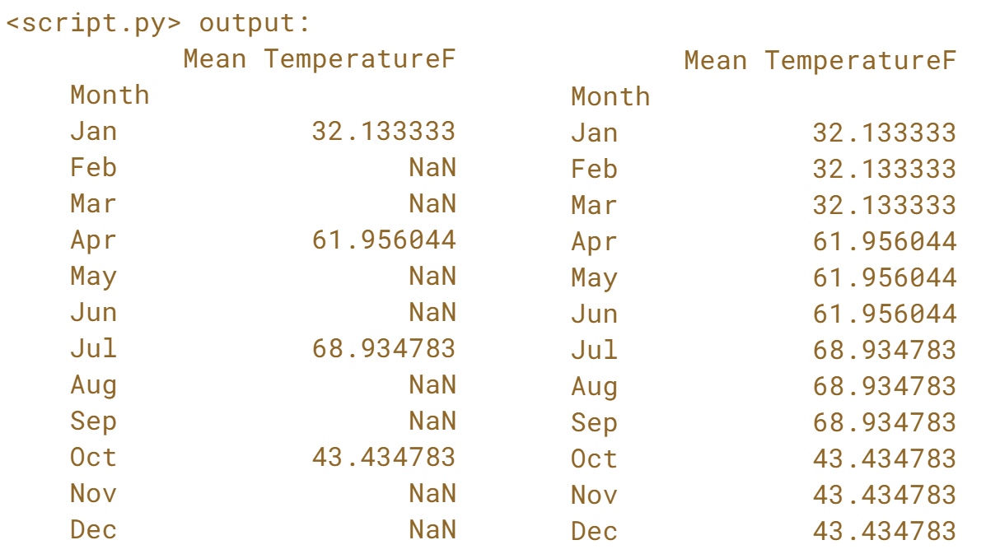 <script.py> output:
Mean TemperatureF
Month
Jan 32.133333
Feb NaN
Mar NaN
Apr 61.956044
May NaN
Jun NaN
Jul 68.934783
Aug NaN
Sep NaN
Oct 43.434783
Nov NaN
Dec NaN
Mean TemperatureF
Month
Jan 32.133333
Feb 32.133333
Mar 32.133333
Apr 61.956044
May 61.956044
Jun 61.956044
Jul 68.934783
Aug 68.934783
Sep 68.934783
Oct 43.434783
Nov 43.434783
Dec 43.434783